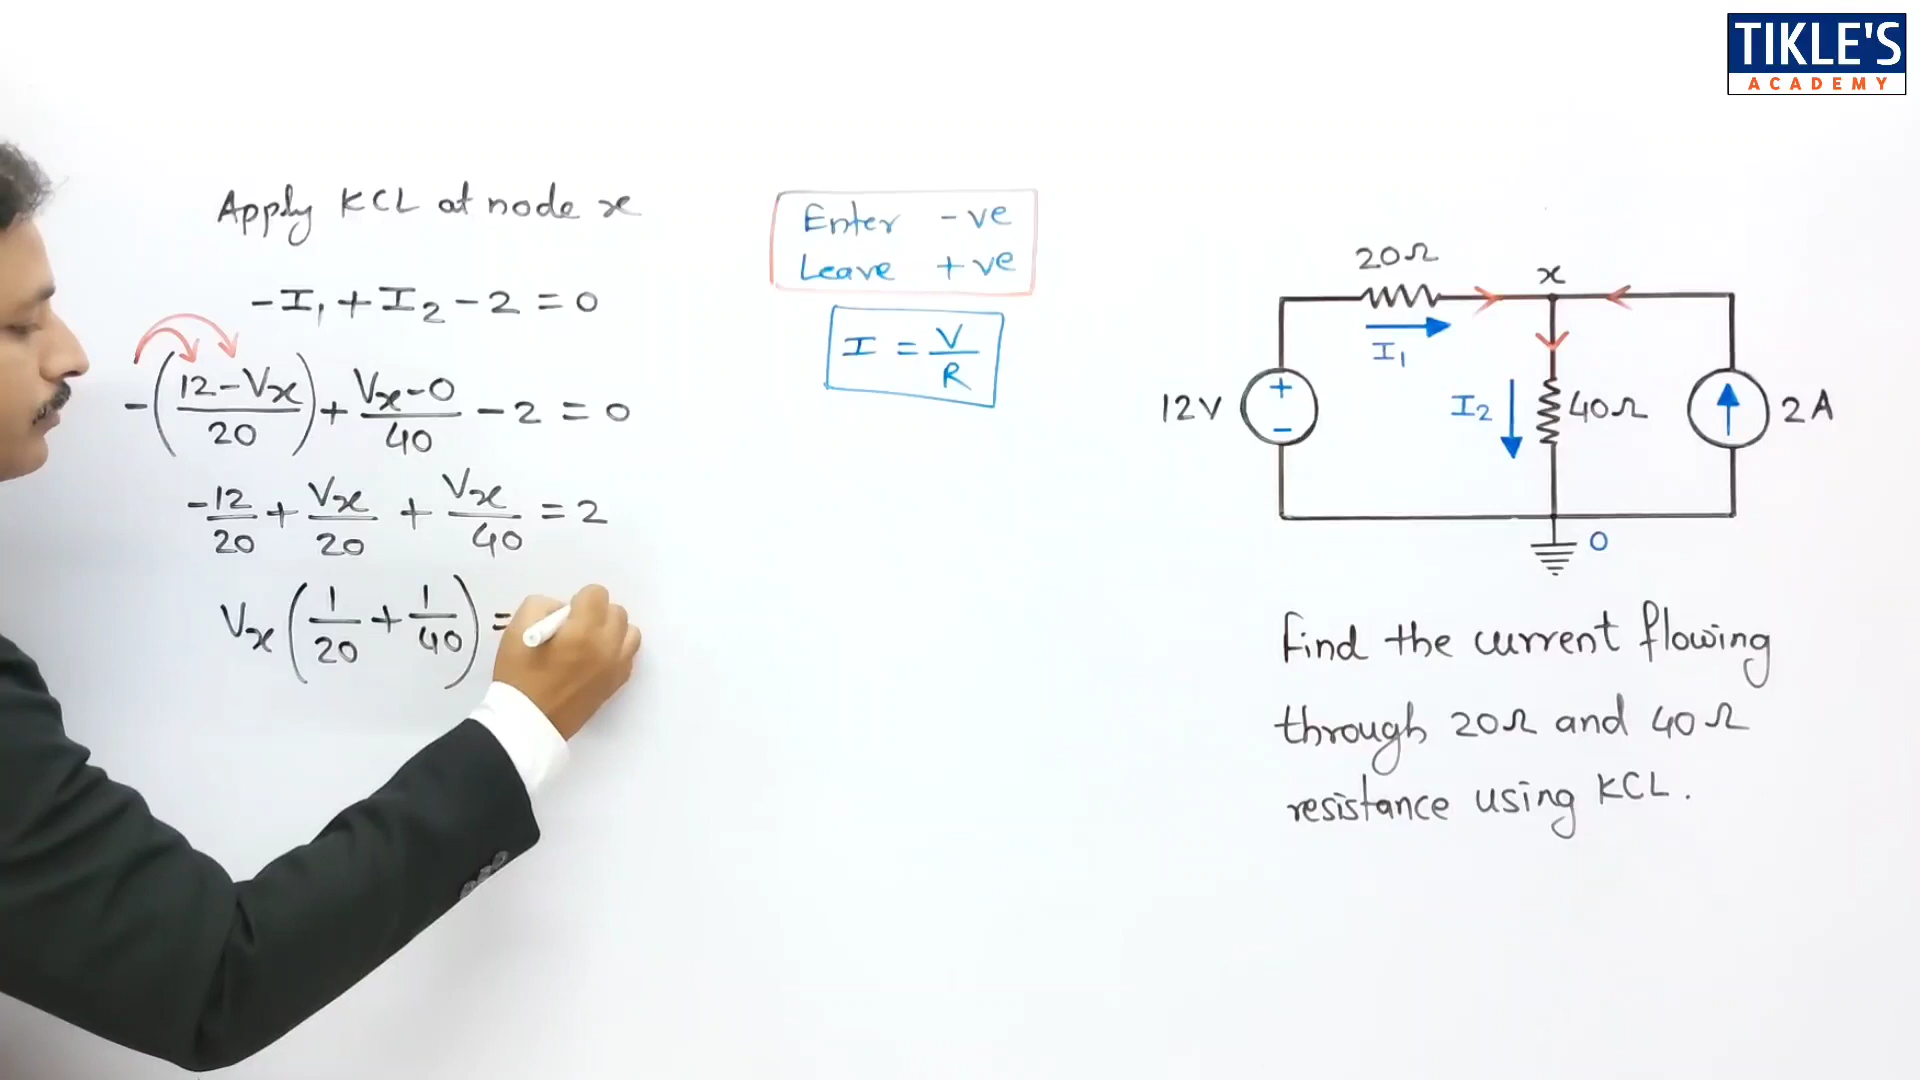 TIKLE'S
ACADEMY
Apply KCL at node x
-I₁ + I₂ - 2 = 0
-((12 - Vx)/20) + (Vx - 0)/40 - 2 = 0
-12/20 + Vx/20 + Vx/40 = 2
Vx (1/20 + 1/40) =
Enter -ve
Leave +ve
I = V/R
20Ω
x
I₁
12V
+
-
I₂
40Ω
2A
0
Find the current flowing
through 20Ω and 40Ω
resistance using KCL.